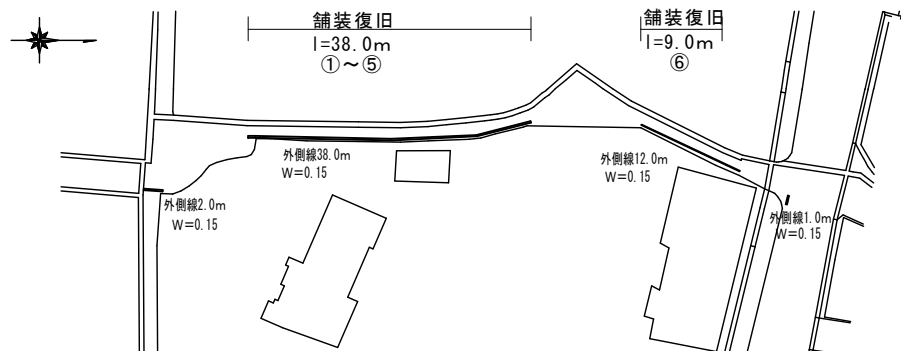 舗装復旧
l=38.0m
①～⑤
舗装復旧
l=9.0m
⑥
外側線38.0m
W=0.15
外側線12.0m
W=0.15
外側線2.0m
W=0.15
外側線1.0m
W=0.15